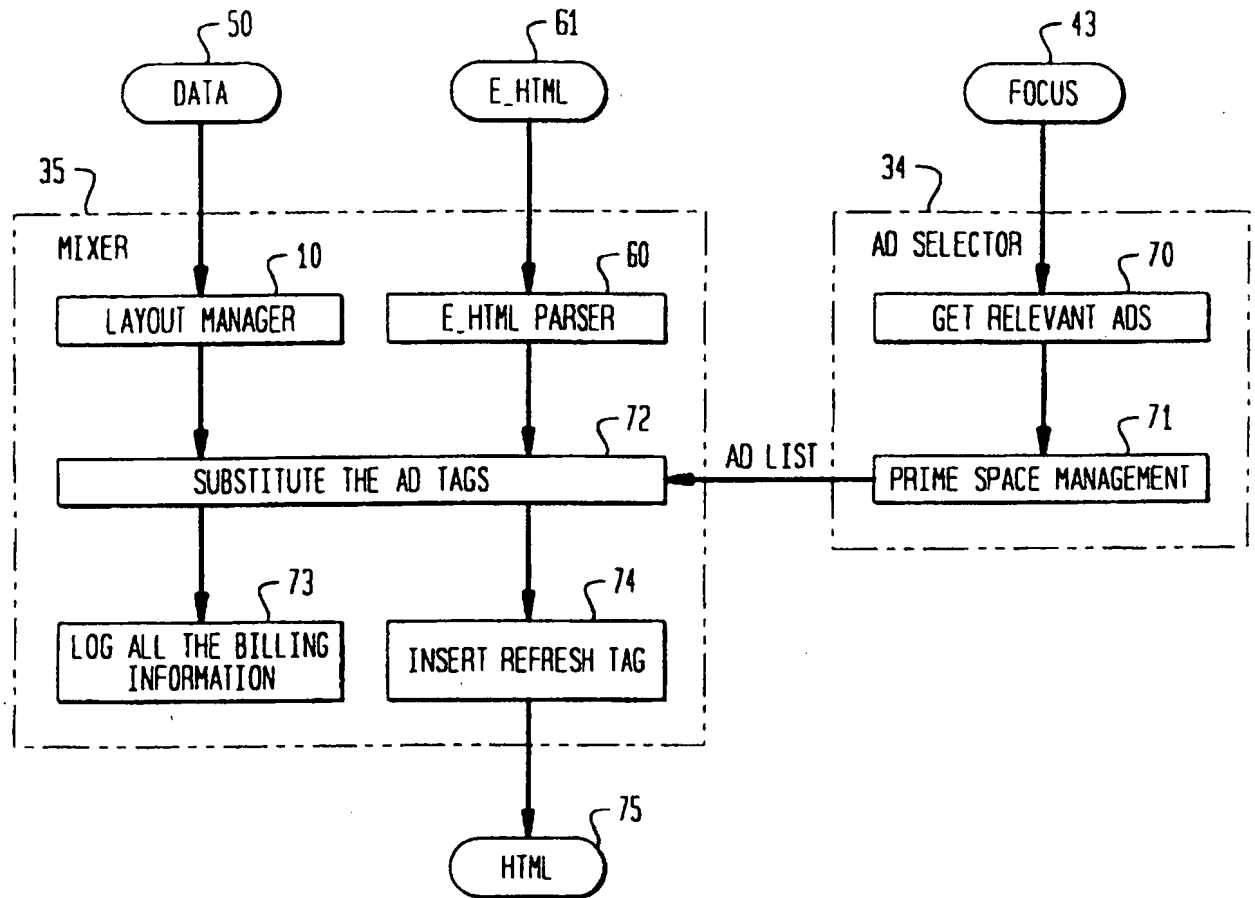 50
61
43
DATA
E_HTML
FOCUS
35
34
MIXER
AD SELECTOR
10
60
70
LAYOUT MANAGER
E_HTML PARSER
GET RELEVANT ADS
72
71
AD LIST
SUBSTITUTE THE AD TAGS
PRIME SPACE MANAGEMENT
73
74
LOG ALL THE BILLING
INFORMATION
INSERT REFRESH TAG
75
HTML